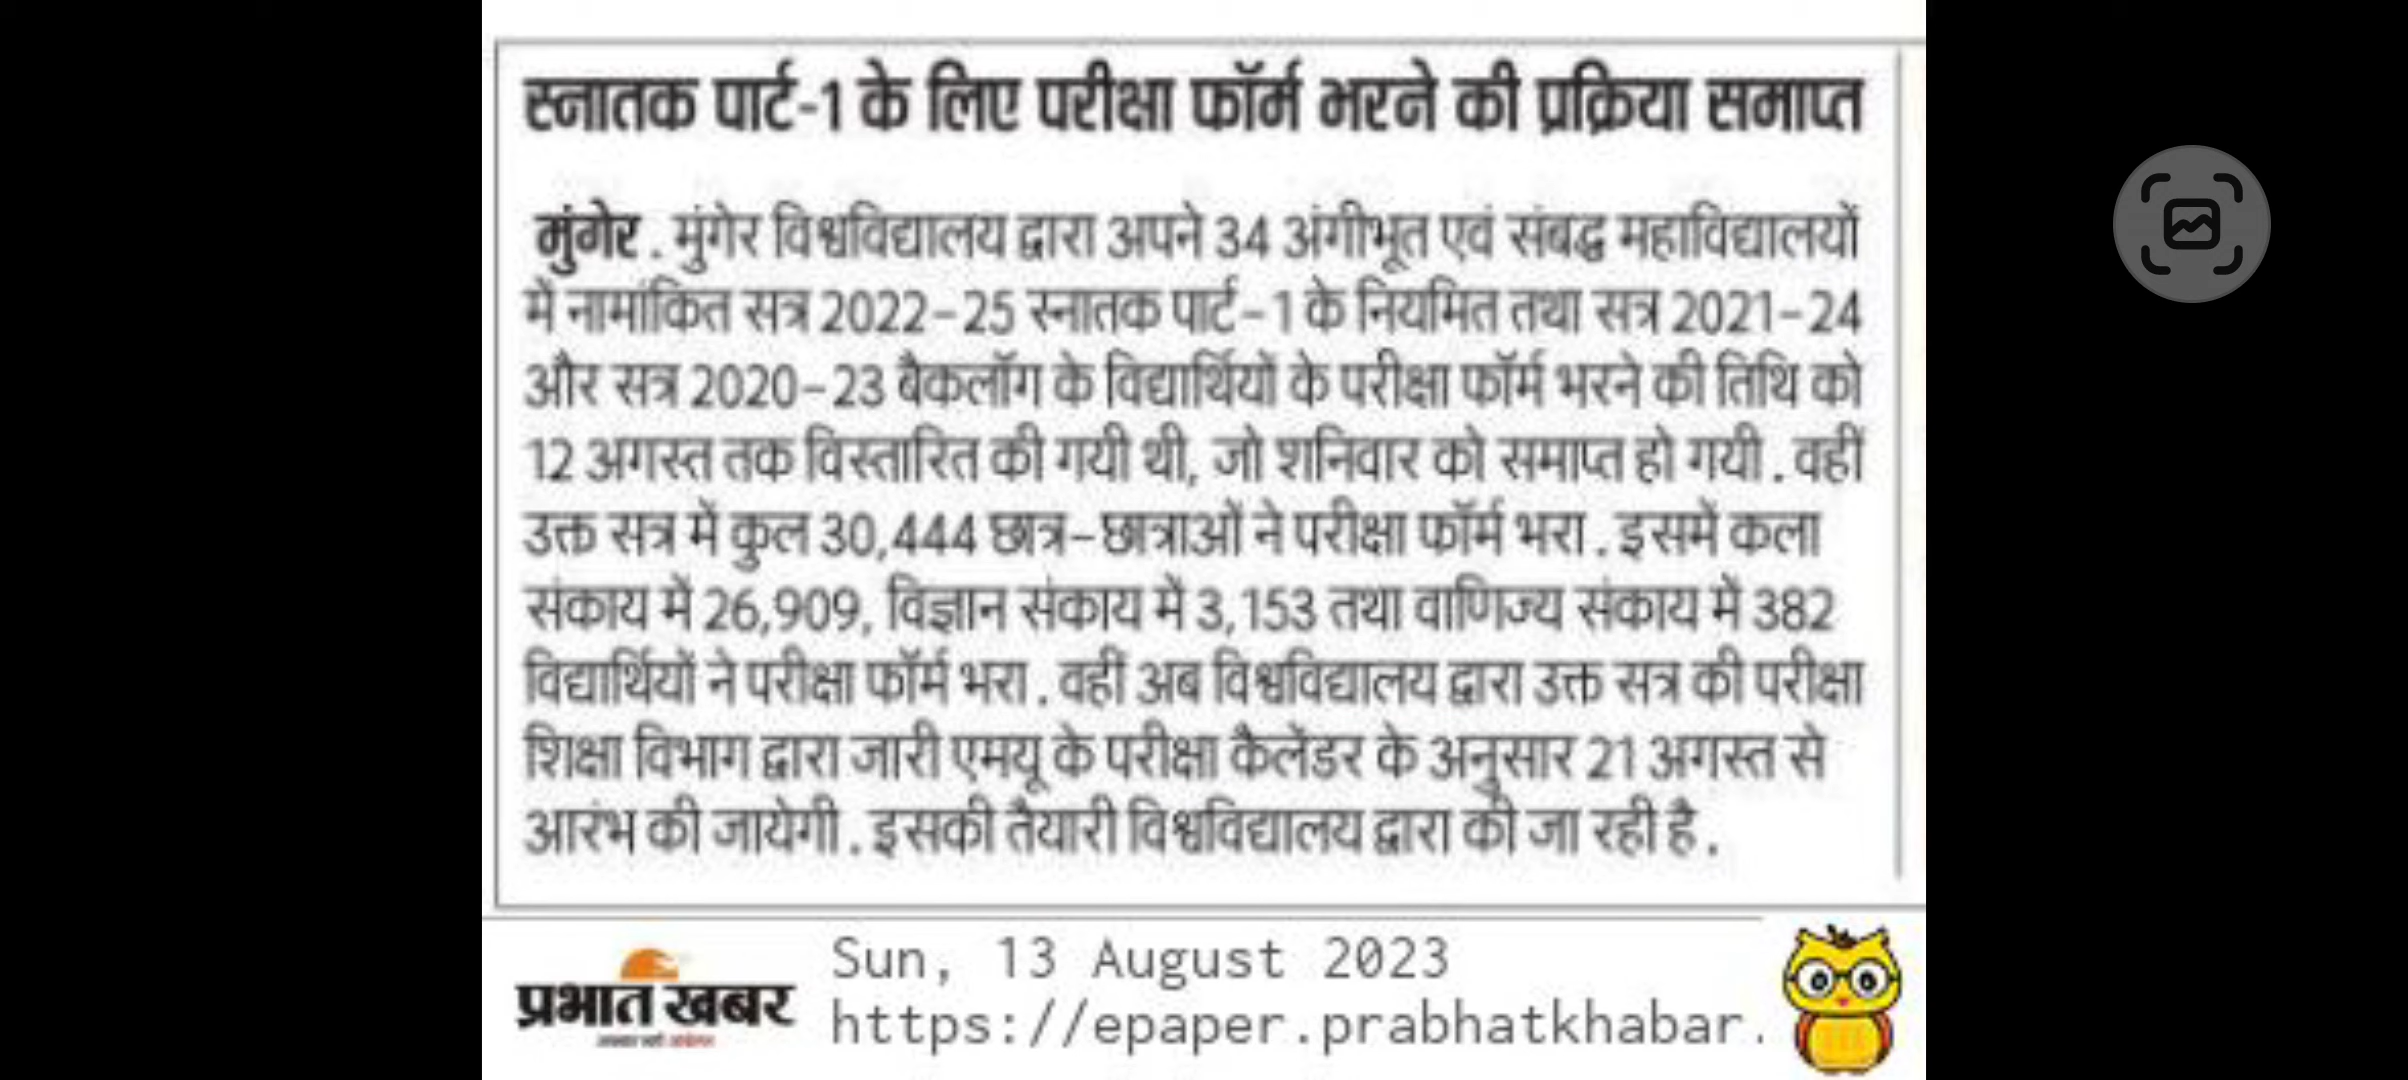 स्नातक पार्ट-1 के लिए परीक्षा फॉर्म भरने की प्रक्रिया समाप्त
मुंगेर . मुंगेर विश्वविद्यालय द्वारा अपने 34 अंगीभूत एवं संबद्ध महाविद्यालयों
में नामांकित सत्र 2022-25 स्नातक पार्ट-1 के नियमित तथा सत्र 2021-24
और सत्र 2020-23 बैकलॉग के विद्यार्थियों के परीक्षा फॉर्म भरने की तिथि को
12 अगस्त तक विस्तारित की गयी थी, जो शनिवार को समाप्त हो गयी . वहीं
उक्त सत्र में कुल 30,444 छात्र-छात्राओं ने परीक्षा फॉर्म भरा . इसमें कला
संकाय में 26,909, विज्ञान संकाय में 3,153 तथा वाणिज्य संकाय में 382
विद्यार्थियों ने परीक्षा फॉर्म भरा . वहीं अब विश्वविद्यालय द्वारा उक्त सत्र की परीक्षा
शिक्षा विभाग द्वारा जारी एमयू के परीक्षा कैलेंडर के अनुसार 21 अगस्त से
आरंभ की जायेगी . इसकी तैयारी विश्वविद्यालय द्वारा की जा रही है .
प्रभात खबर
Sun, 13 August 2023
https://epaper.prabhatkhabar.